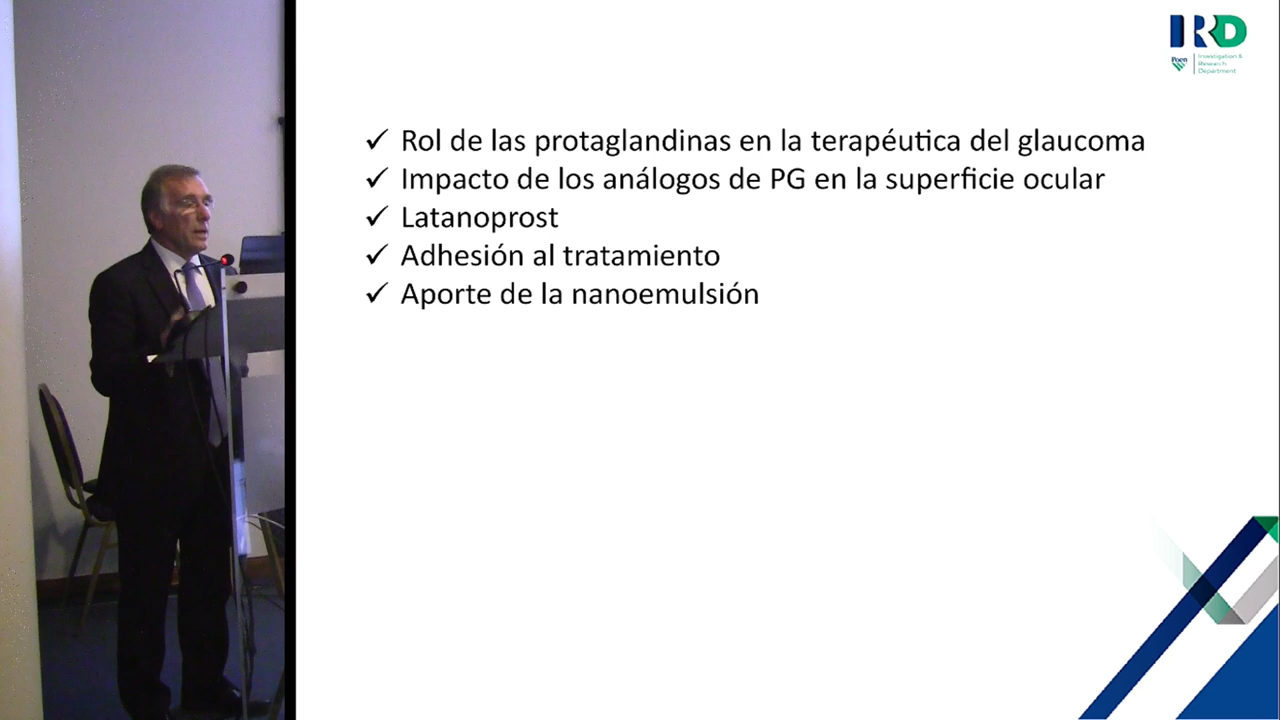 IRD
Poen
Investigation &
Research
Department
✓ Rol de las protaglandinas en la terapéutica del glaucoma
✓ Impacto de los análogos de PG en la superficie ocular
✓ Latanoprost
✓ Adhesión al tratamiento
✓ Aporte de la nanoemulsión